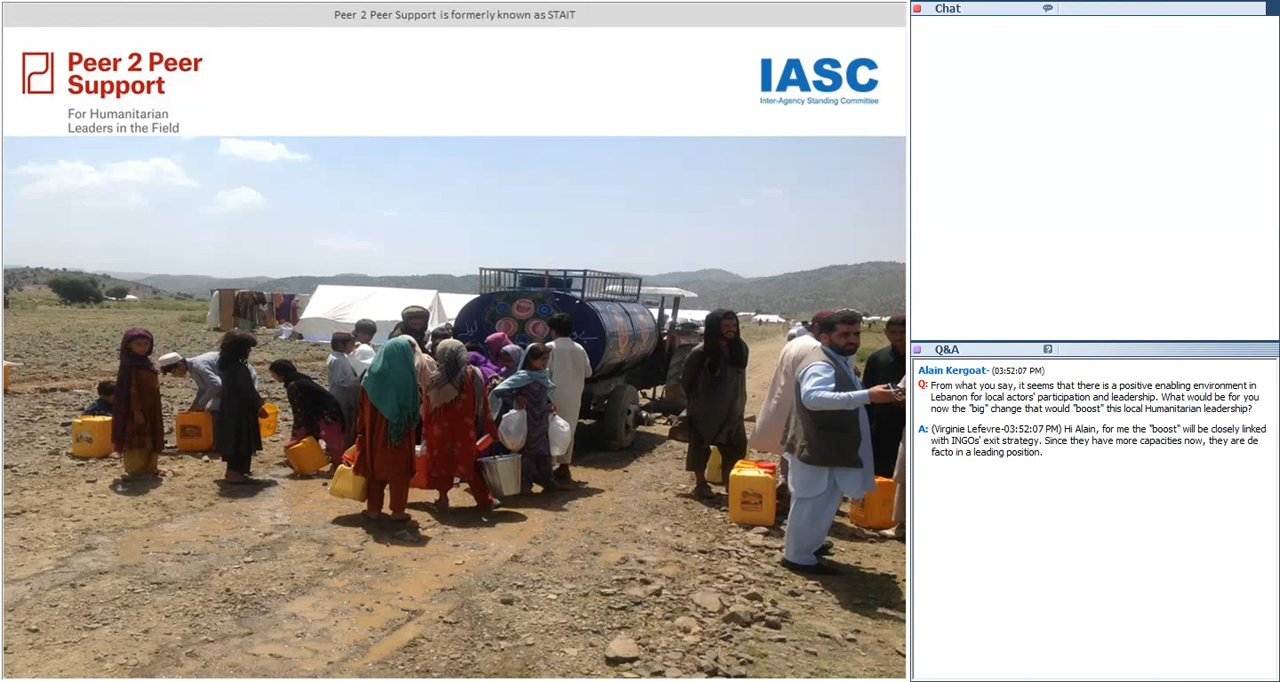 Peer 2 Peer Support is formerly known as STAIT
Peer 2 Peer
Support
For Humanitarian
Leaders in the Field
IASC
Inter-Agency Standing Committee
Chat
Q&A
Alain Kergoat- (03:52:07 PM)
Q: From what you say, it seems that there is a positive enabling environment in
Lebanon for local actors' participation and leadership. What would be for you
now the "big" change that would "boost" this local Humanitarian leadership?
A: (Virginie Lefevre-03:52:07 PM) Hi Alain, for me the "boost" will be closely linked
with INGOs' exit strategy. Since they have more capacities now, they are de
facto in a leading position.